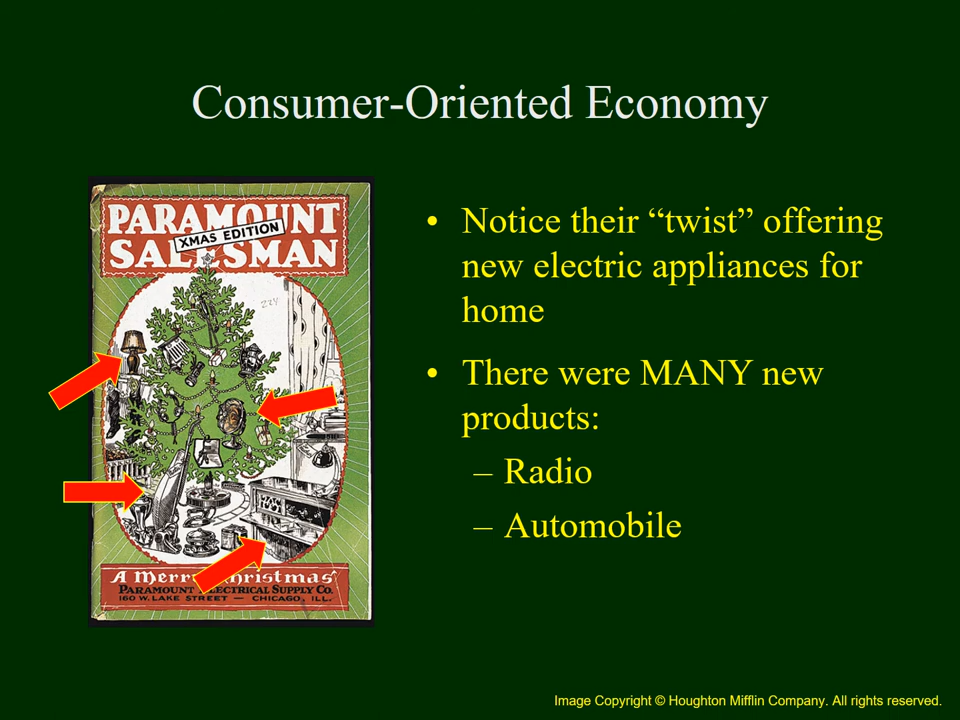 Consumer-Oriented Economy
PARAMOUNT
XMAS EDITION
SALESMAN
224
A Merry Christmas
PARAMOUNT ELECTRICAL SUPPLY CO.
160 W. LAKE STREET — CHICAGO, ILL.
• Notice their “twist” offering
new electric appliances for
home
• There were MANY new
products:
– Radio
– Automobile
Image Copyright © Houghton Mifflin Company. All rights reserved.